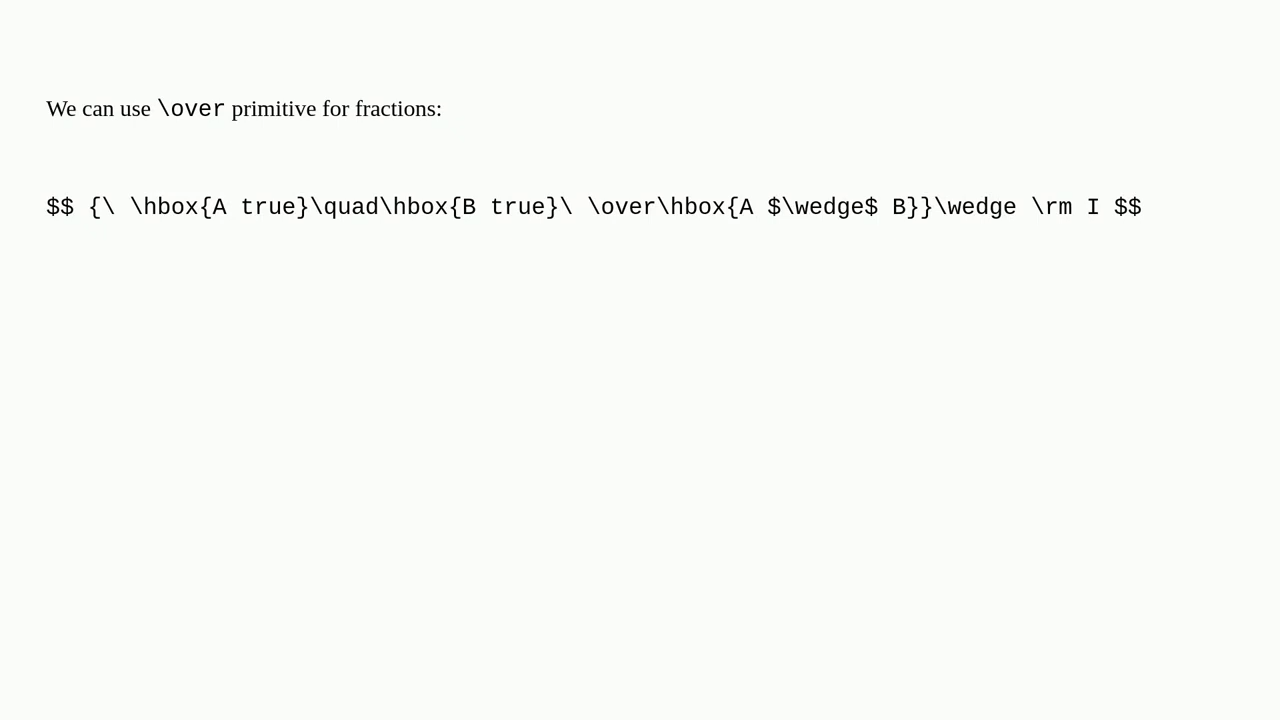 We can use \over primitive for fractions:
$$ {\ \hbox{A true}\quad\hbox{B true}\ \over\hbox{A $\wedge$ B}}\wedge \rm I $$